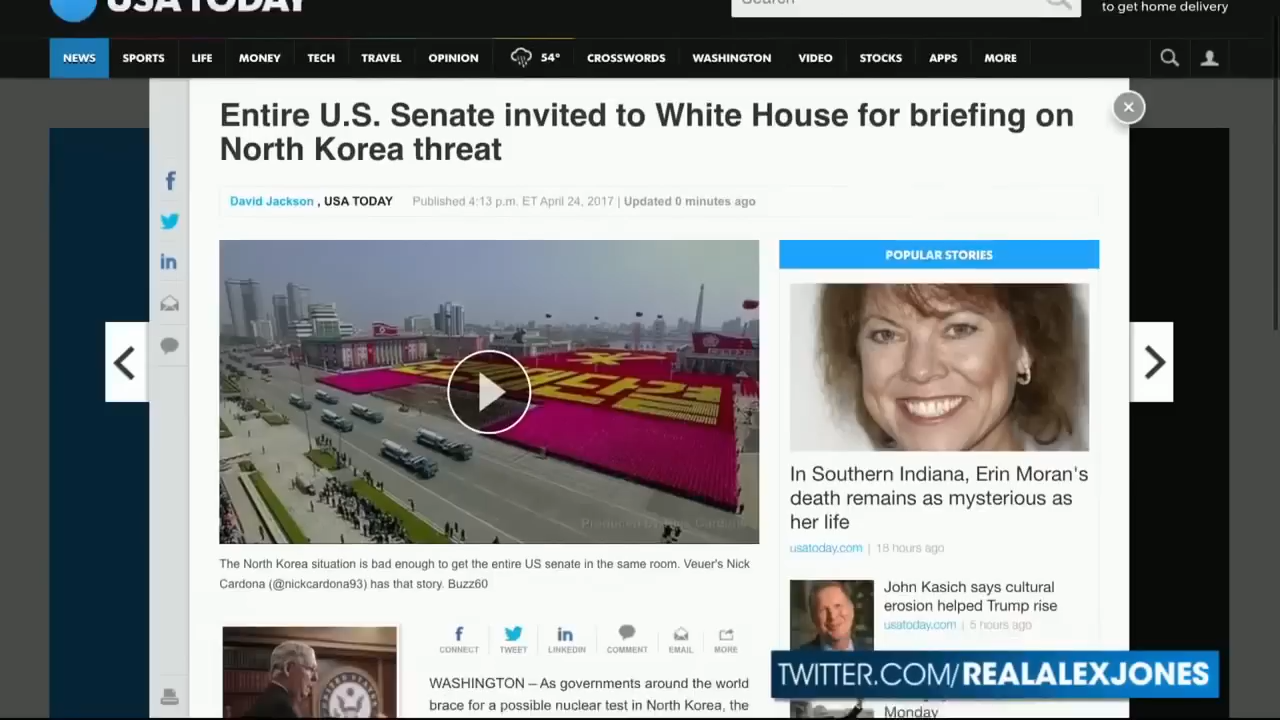 USA TODAY
Search
to get home delivery
NEWS SPORTS LIFE MONEY TECH TRAVEL OPINION 54° CROSSWORDS WASHINGTON VIDEO STOCKS APPS MORE
Entire U.S. Senate invited to White House for briefing on
North Korea threat
David Jackson , USA TODAY Published 4:13 p.m. ET April 24, 2017 | Updated 0 minutes ago
POPULAR STORIES
In Southern Indiana, Erin Moran's
death remains as mysterious as
her life
usatoday.com | 18 hours ago
The North Korea situation is bad enough to get the entire US senate in the same room. Veuer's Nick
Cardona (@nickcardona93) has that story. Buzz60
John Kasich says cultural
erosion helped Trump rise
usatoday.com | 5 hours ago
CONNECT TWEET LINKEDIN COMMENT EMAIL MORE
TWITTER.COM/REALALEXJONES
WASHINGTON – As governments around the world
brace for a possible nuclear test in North Korea, the
Monday